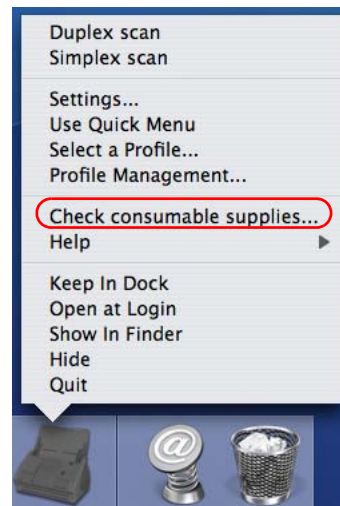 Duplex scan
Simplex scan
Settings...
Use Quick Menu
Select a Profile...
Profile Management...
Check consumable supplies...
Help
Keep In Dock
Open at Login
Show In Finder
Hide
Quit
@